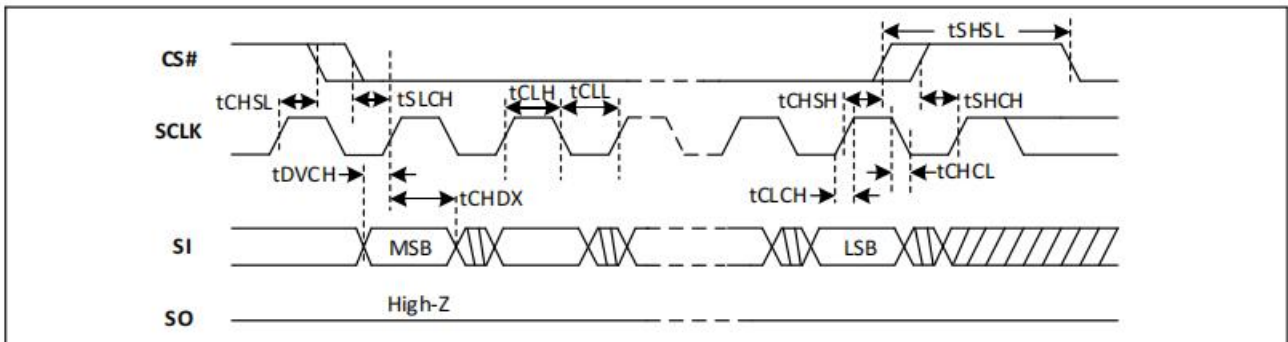 tSHSL
CS#
tCHSL
tSLCH
tCLH
tCLL
tCHSH
tSHCH
SCLK
tDVCH
tCHDX
tCLCH
tCHCL
SI
MSB
LSB
High-Z
SO